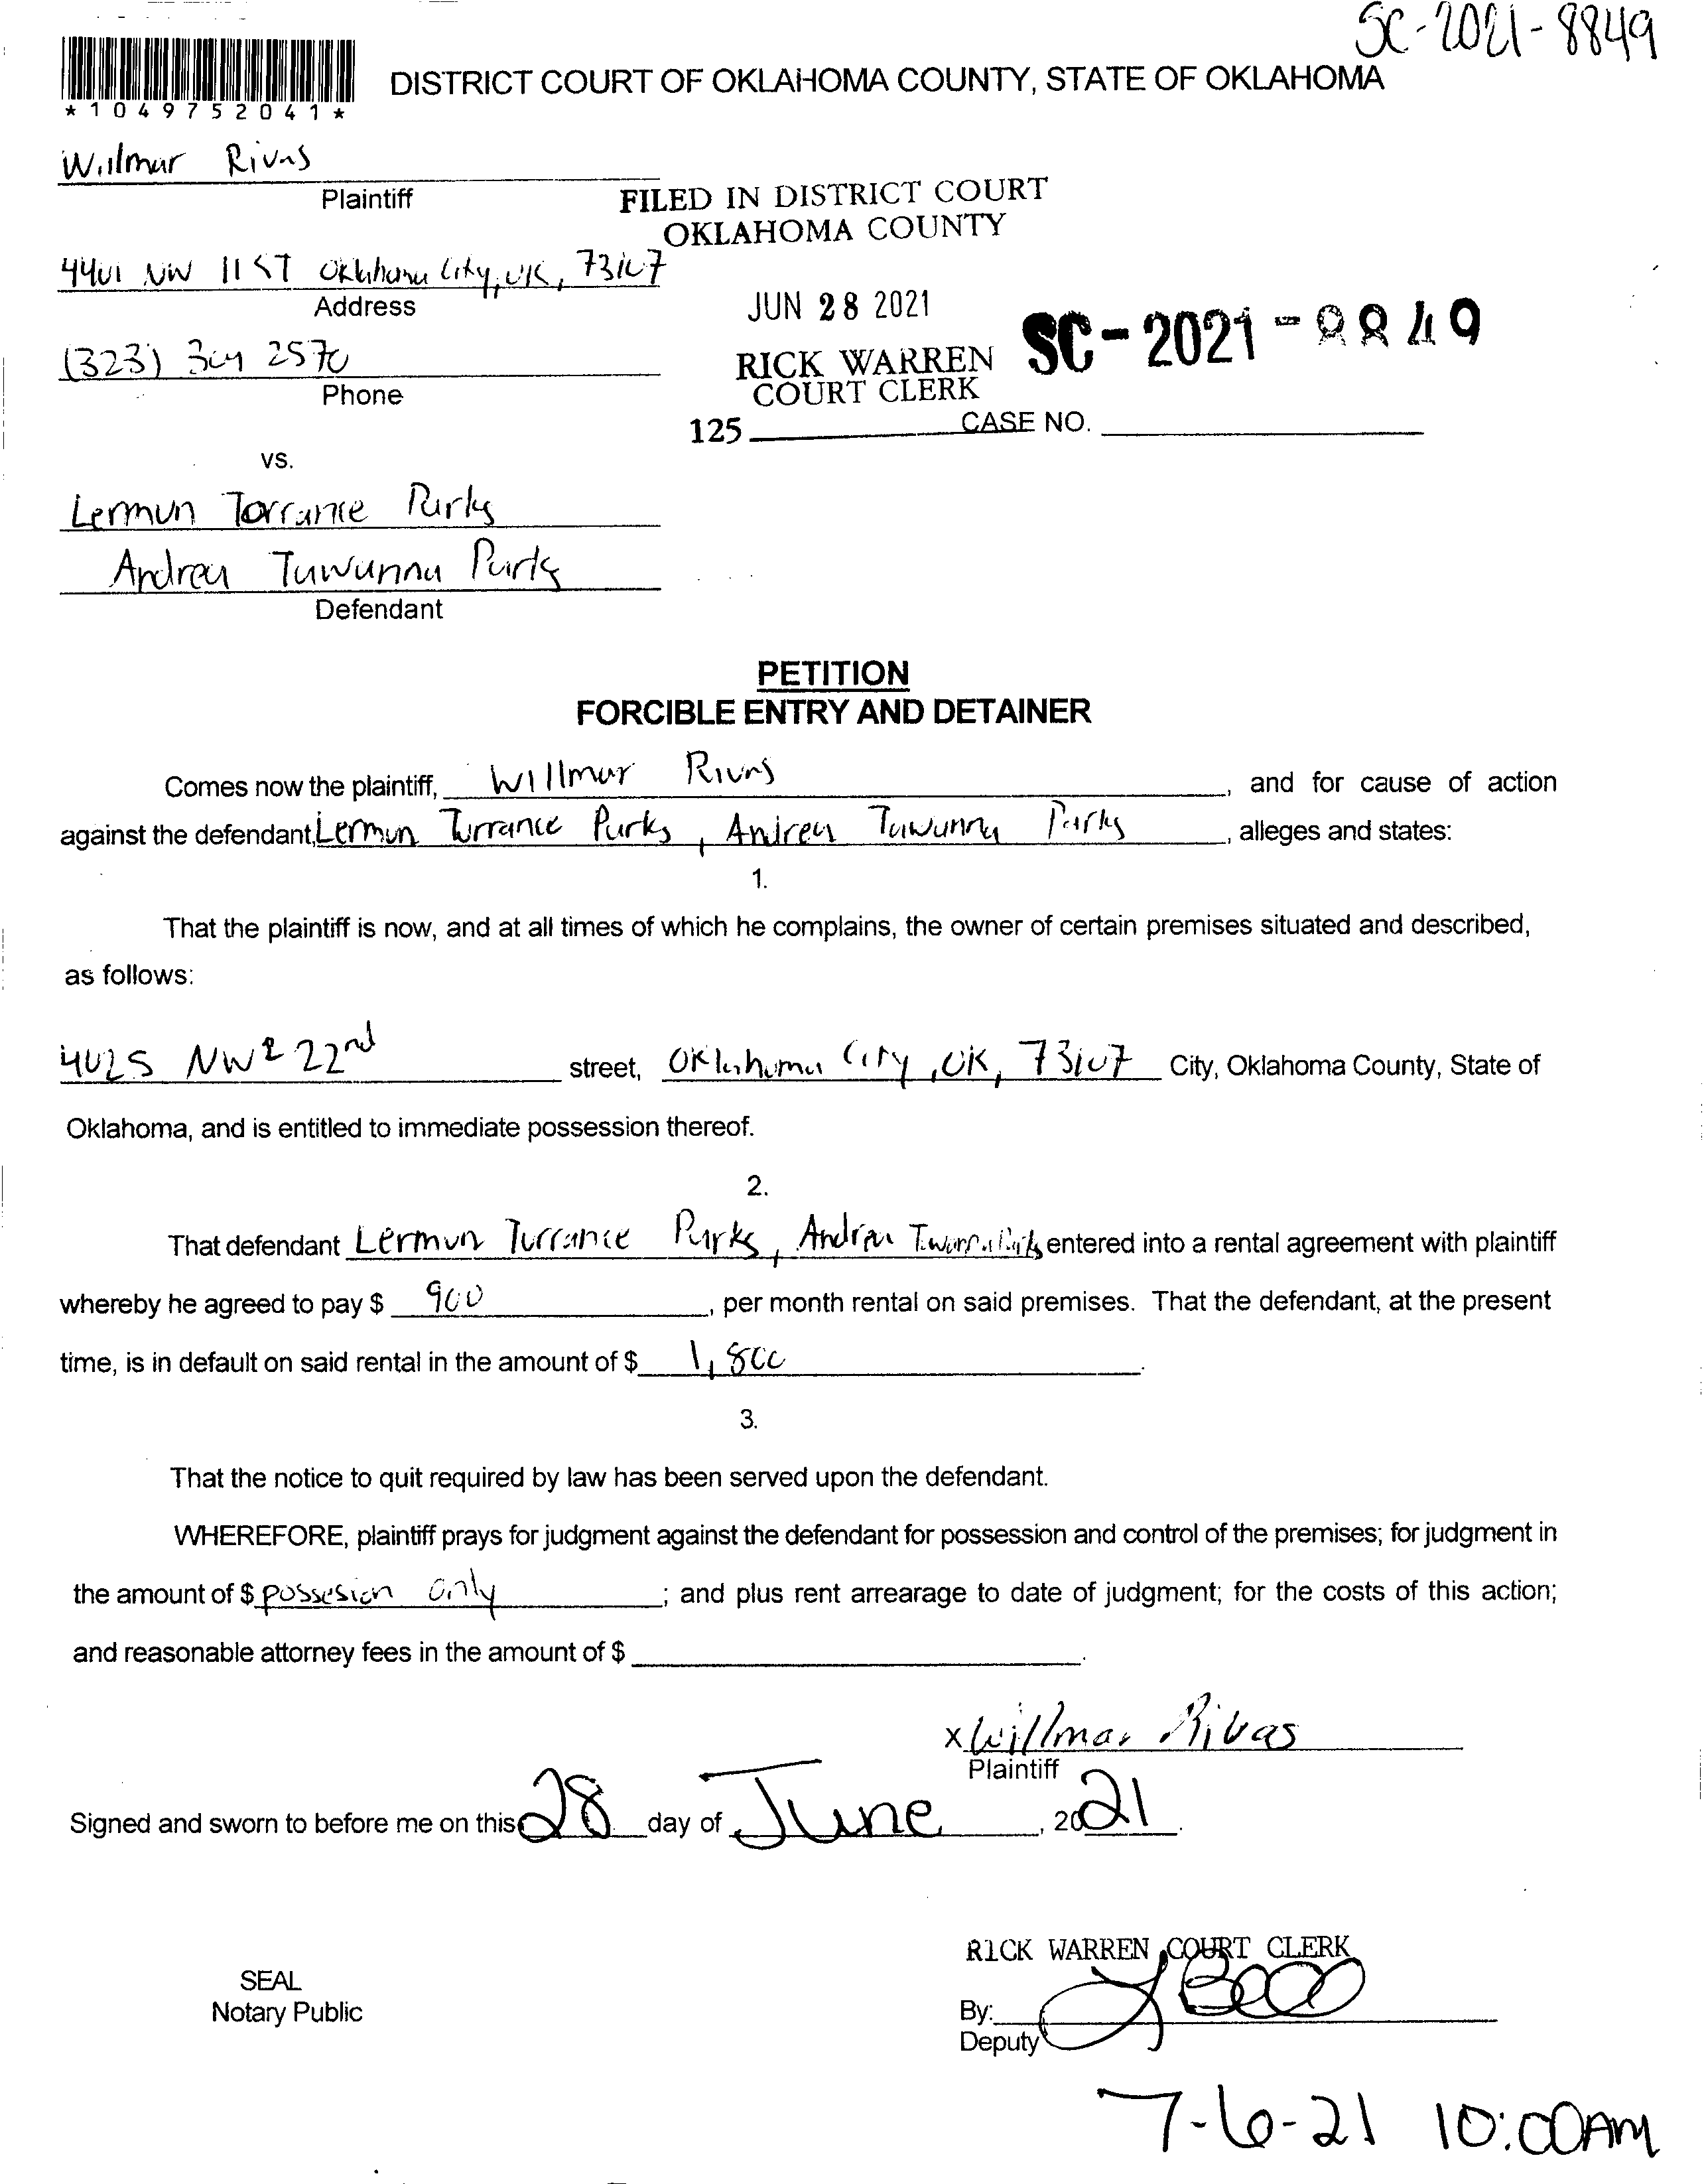 SC-2021-8849
*1049752041*
DISTRICT COURT OF OKLAHOMA COUNTY, STATE OF OKLAHOMA
Willmar Rivas
Plaintiff
FILED IN DISTRICT COURT
OKLAHOMA COUNTY
4401 NW 11 ST Oklahoma City, OK, 73107
Address
JUN 28 2021
SC-2021-8849
(323) 2570
Phone
RICK WARREN
COURT CLERK
125 CASE NO.
vs.
Lermun Torrance Parks
Andrea Tawanna Parks
Defendant
PETITION
FORCIBLE ENTRY AND DETAINER
Comes now the plaintiff, Willmar Rivas, and for cause of action
against the defendant, Lermun Torrance Parks, Andrea Tawanna Parks, alleges and states:
1.
That the plaintiff is now, and at all times of which he complains, the owner of certain premises situated and described,
as follows:
4025 NW 22nd street, Oklahoma City, OK, 73107 City, Oklahoma County, State of
Oklahoma, and is entitled to immediate possession thereof.
2.
That defendant Lermun Torrance Parks, Andrea Tawanna Parks entered into a rental agreement with plaintiff
whereby he agreed to pay $ 900, per month rental on said premises. That the defendant, at the present
time, is in default on said rental in the amount of $ 1,800.
3.
That the notice to quit required by law has been served upon the defendant.
WHEREFORE, plaintiff prays for judgment against the defendant for possession and control of the premises; for judgment in
the amount of $ possesion only; and plus rent arrearage to date of judgment; for the costs of this action;
and reasonable attorney fees in the amount of $ .
x Willmar Rivas
Plaintiff
Signed and sworn to before me on this 28 day of June, 2021.
RICK WARREN COURT CLERK
SEAL
Notary Public
By:
Deputy
7-6-21 10:00AM